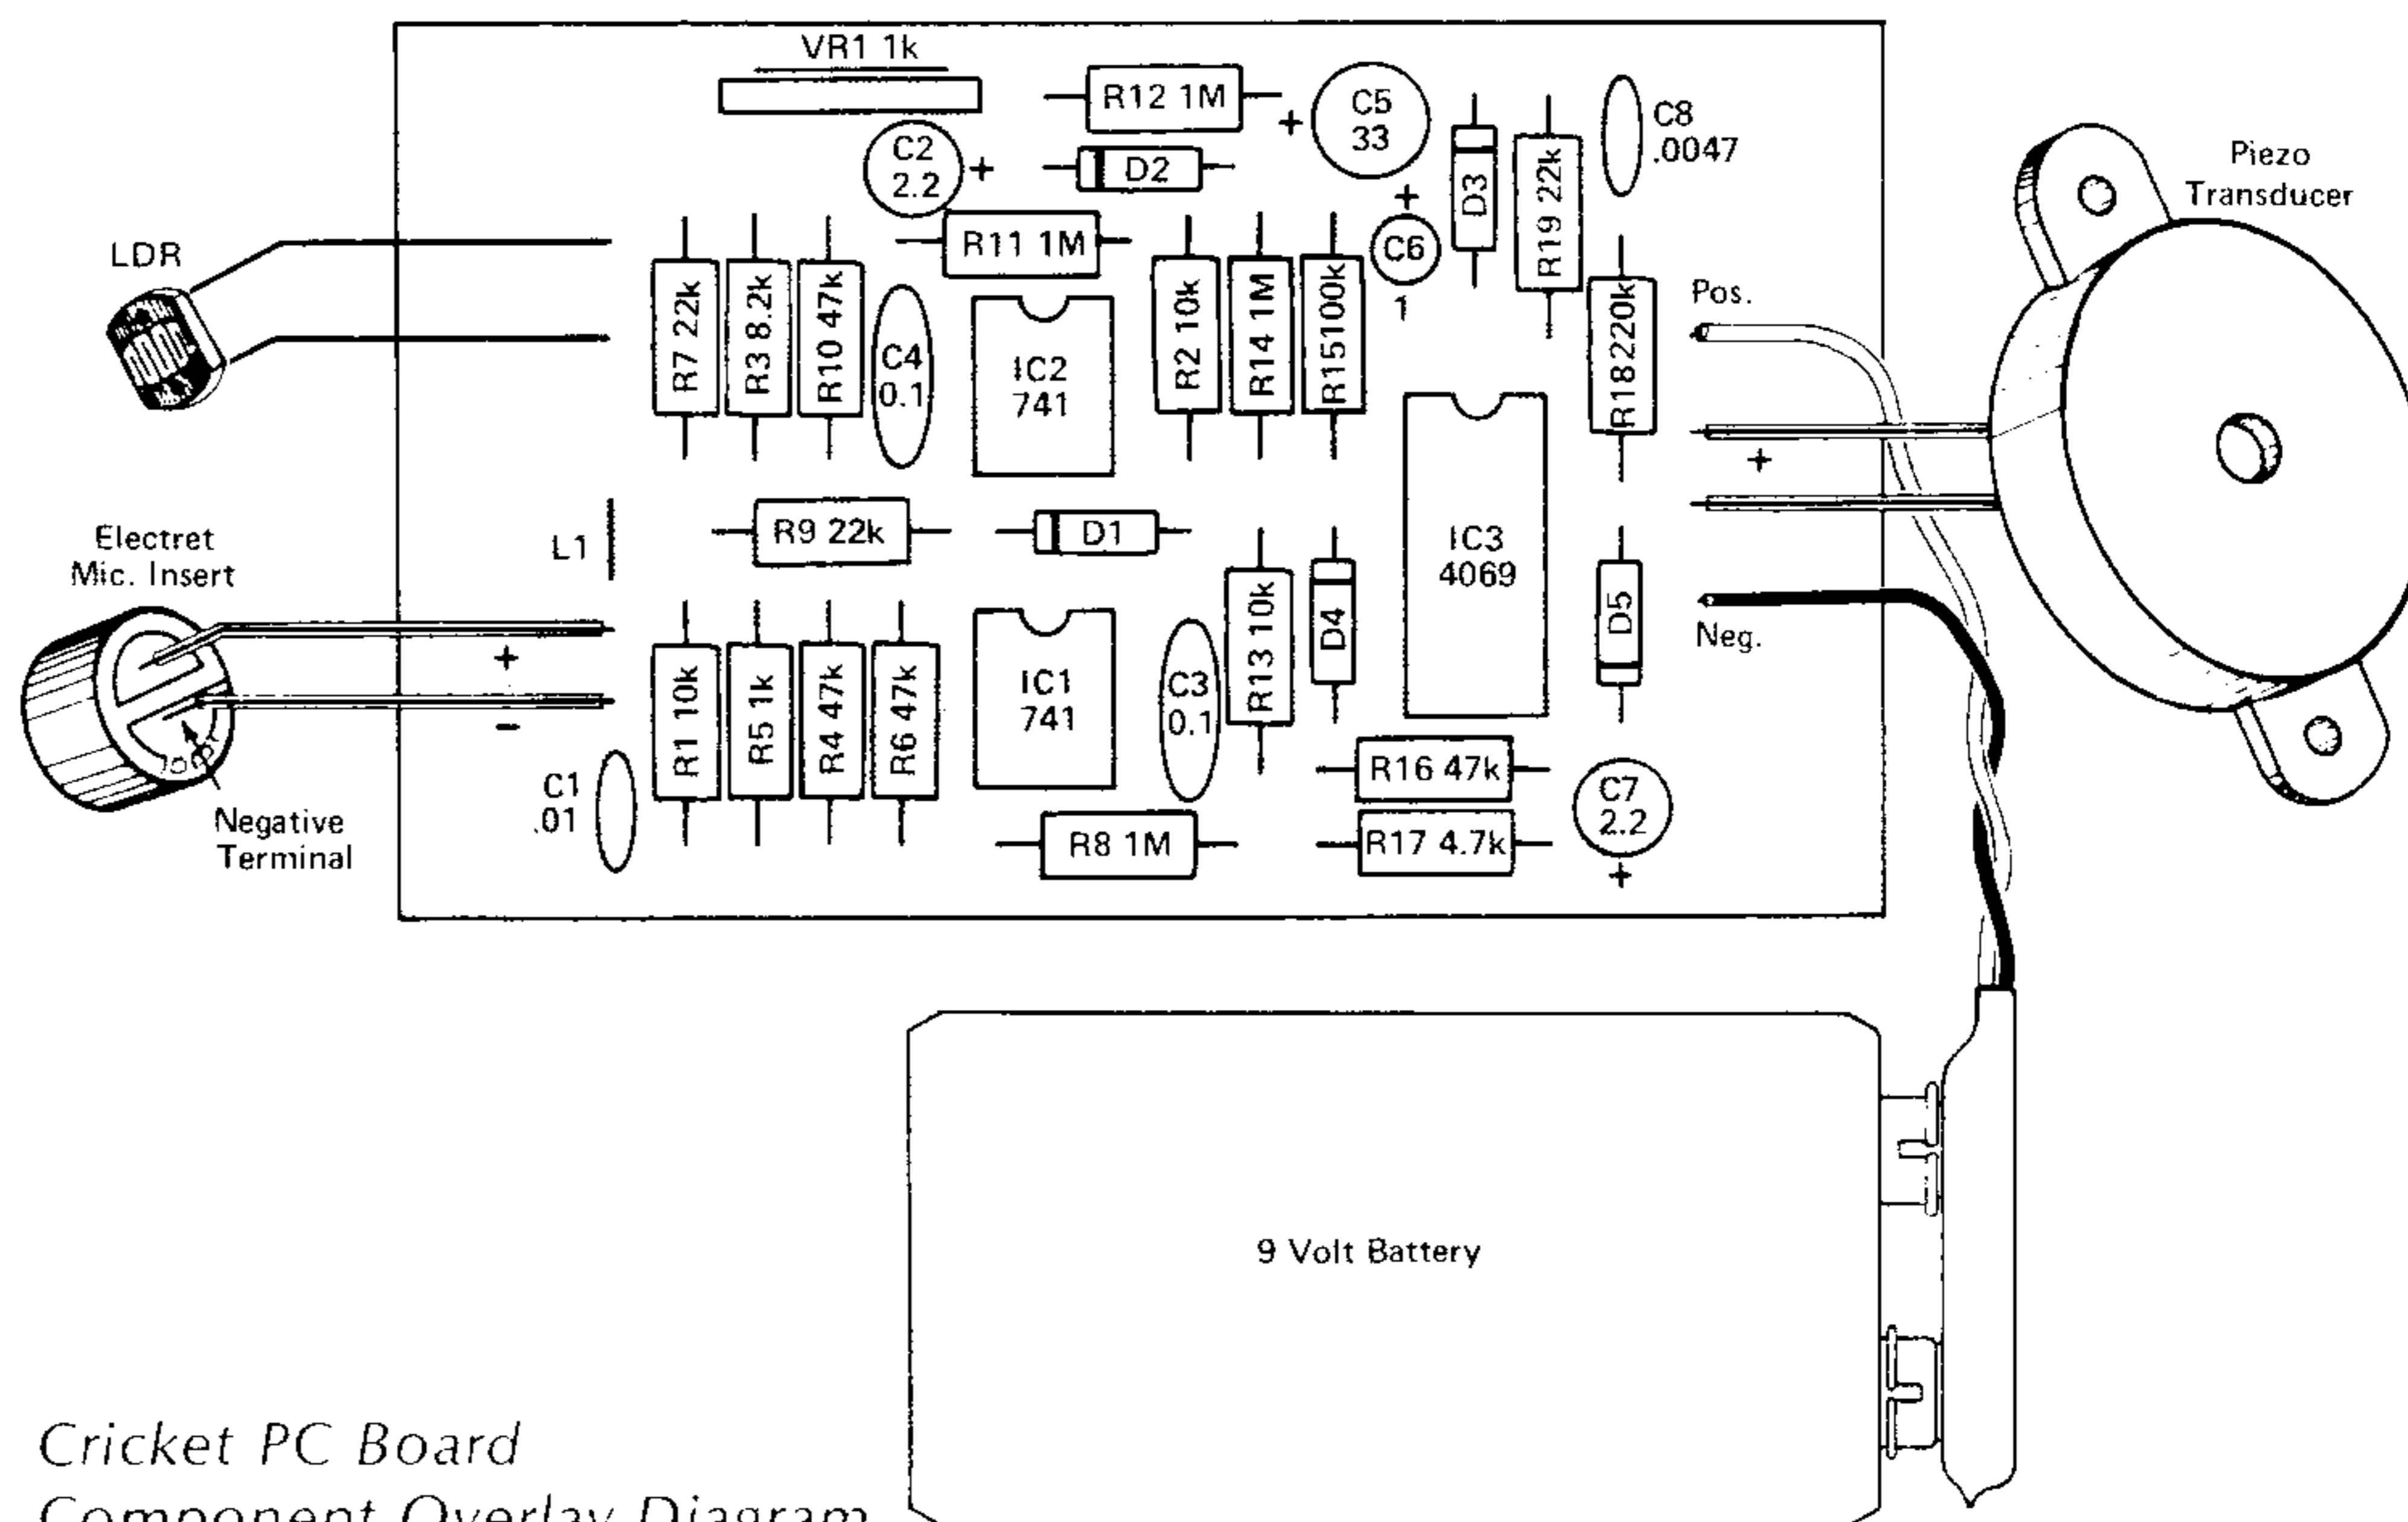 VR1 1k
R12 1M
C5
33
C8
.0047
C2
2.2
+
D2
+
D3
R19 22k
Piezo
Transducer
LDR
R7 22k
R3 8.2k
R10 47k
C4
0.1
R11 1M
IC2
741
R2 10k
R14 1M
R15100k
+
C6
1
R18220k
Pos.
+
Electret
Mic. Insert
L1
R9 22k
D1
IC3
4069
R13 10k
D4
D5
Neg.
+
-
R1 10k
R5 1k
R4 47k
R6 47k
IC1
741
C3
0.1
R16 47k
C7
2.2
+
C1
.01
Negative
Terminal
R8 1M
R17 4.7k
9 Volt Battery
Cricket PC Board
Component Overlay Diagram